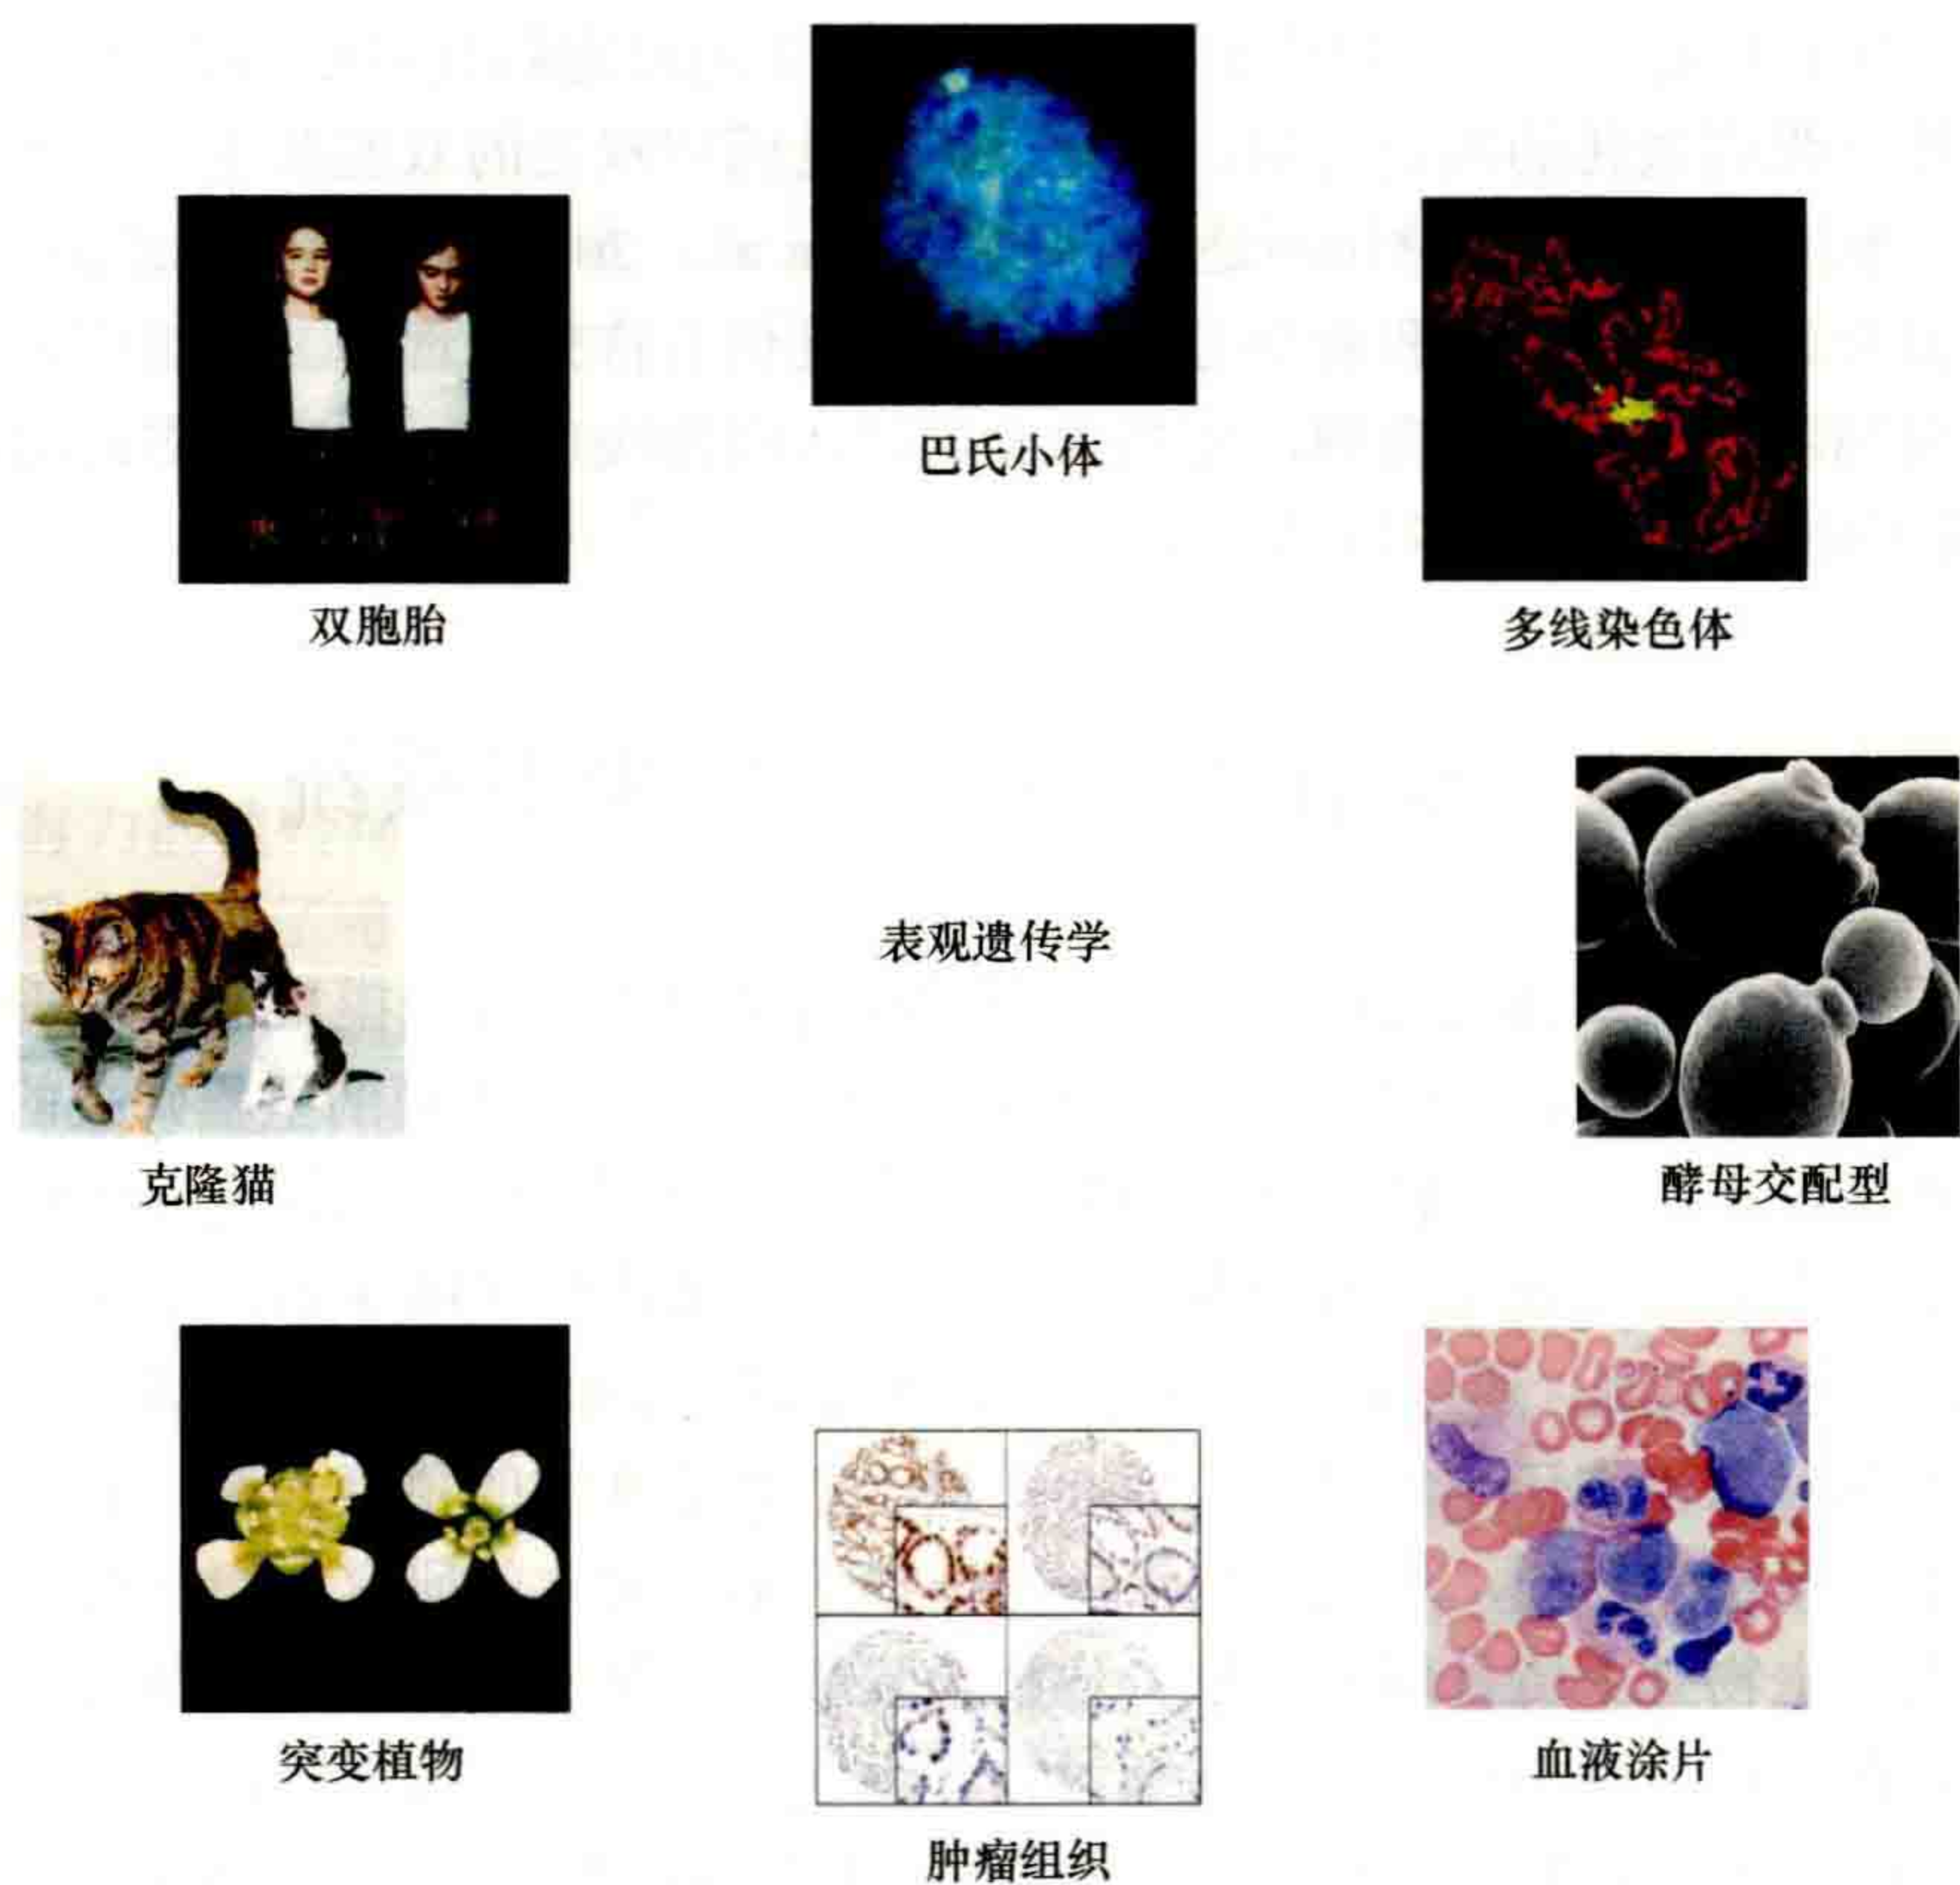 巴氏小体
双胞胎
多线染色体
表观遗传学
克隆猫
酵母交配型
突变植物
血液涂片
肿瘤组织